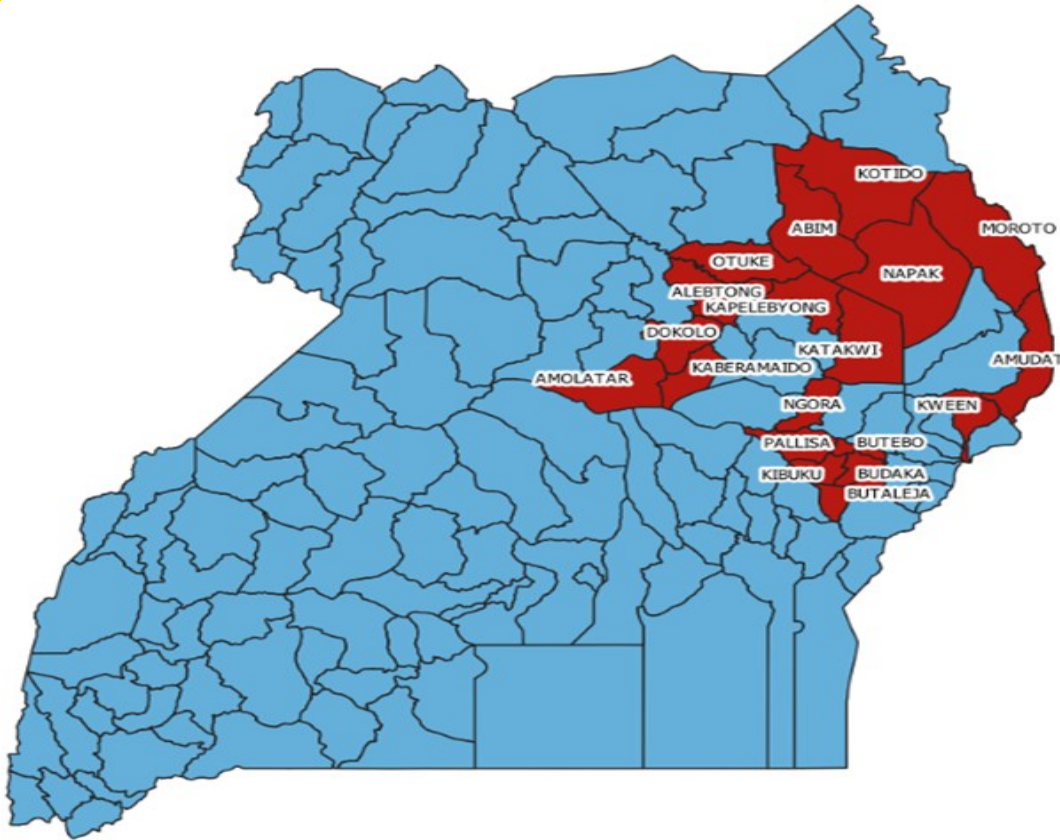 KOTIDO
ABIM
MOROTO
OTUKE
NAPAK
ALEBTONG
KAPELEBYONG
DOKOLO
KATAKWI
AMUDAT
KABERAMAIDO
AMOLATAR
NGORA
KWEEN
PALLISA
BUTEBO
KIBUKU
BUDAKA
BUTALEJA